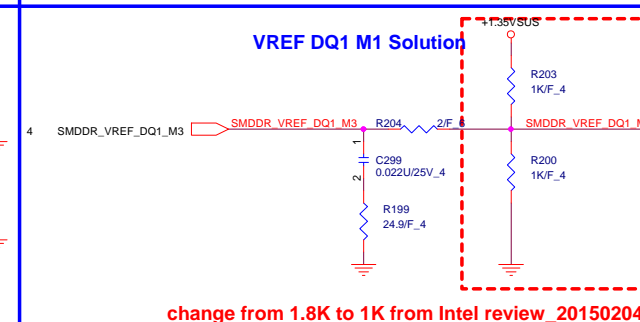 +1.35VSUS
VREF DQ1 M1 Solution
R203
1K/F_4
4 SMDDR_VREF_DQ1_M3
SMDDR_VREF_DQ1_M3
R204 2/F_6
SMDDR_VREF_DQ1_M
1
C299
0.022U/25V_4
2
R200
1K/F_4
R199
24.9/F_4
change from 1.8K to 1K from Intel review_20150204